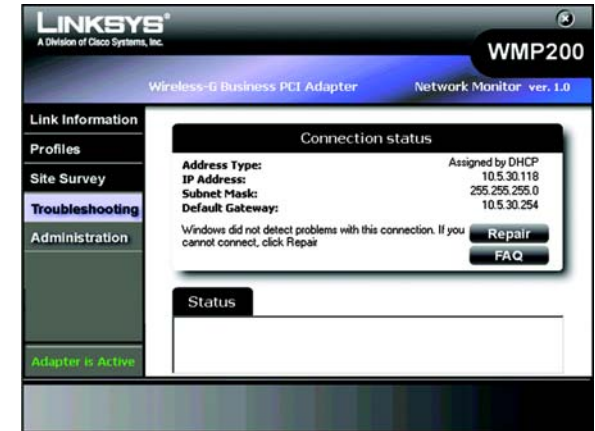 LINKSYS®
A Division of Cisco Systems, Inc.
WMP200
Wireless-G Business PCI Adapter
Network Monitor ver. 1.0
Link Information
Profiles
Site Survey
Troubleshooting
Administration
Adapter is Active
Connection status
Address Type: Assigned by DHCP
IP Address: 10.5.30.118
Subnet Mask: 255.255.255.0
Default Gateway: 10.5.30.254
Windows did not detect problems with this connection. If you
cannot connect, click Repair
Repair
FAQ
Status